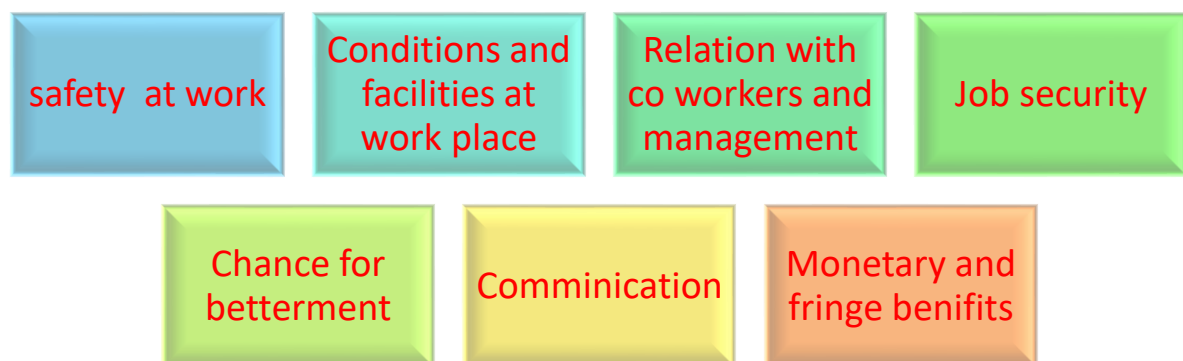 safety  at work
Conditions and
facilities at
work place
Relation with
co workers and
management
Job security
Chance for
betterment
Comminication
Monetary and
fringe benifits